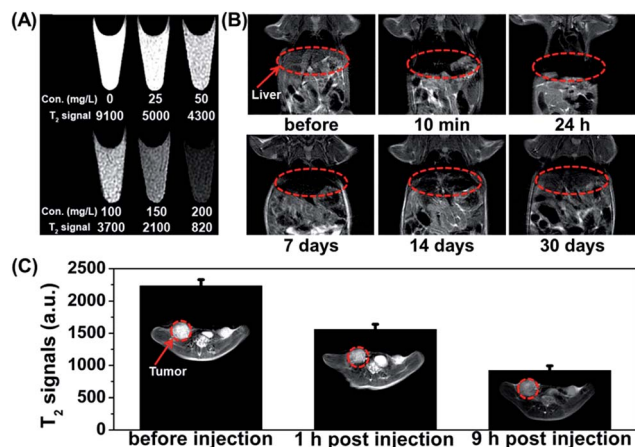 (A)
Con. (mg/L) 0 25 50
T2 signal 9100 5000 4300
Con. (mg/L) 100 150 200
T2 signal 3700 2100 820
(B)
Liver
before 10 min 24 h
7 days 14 days 30 days
(C)
T2 signals (a.u.)
2500
2000
1500
1000
500
0
Tumor
before injection 1 h post injection 9 h post injection